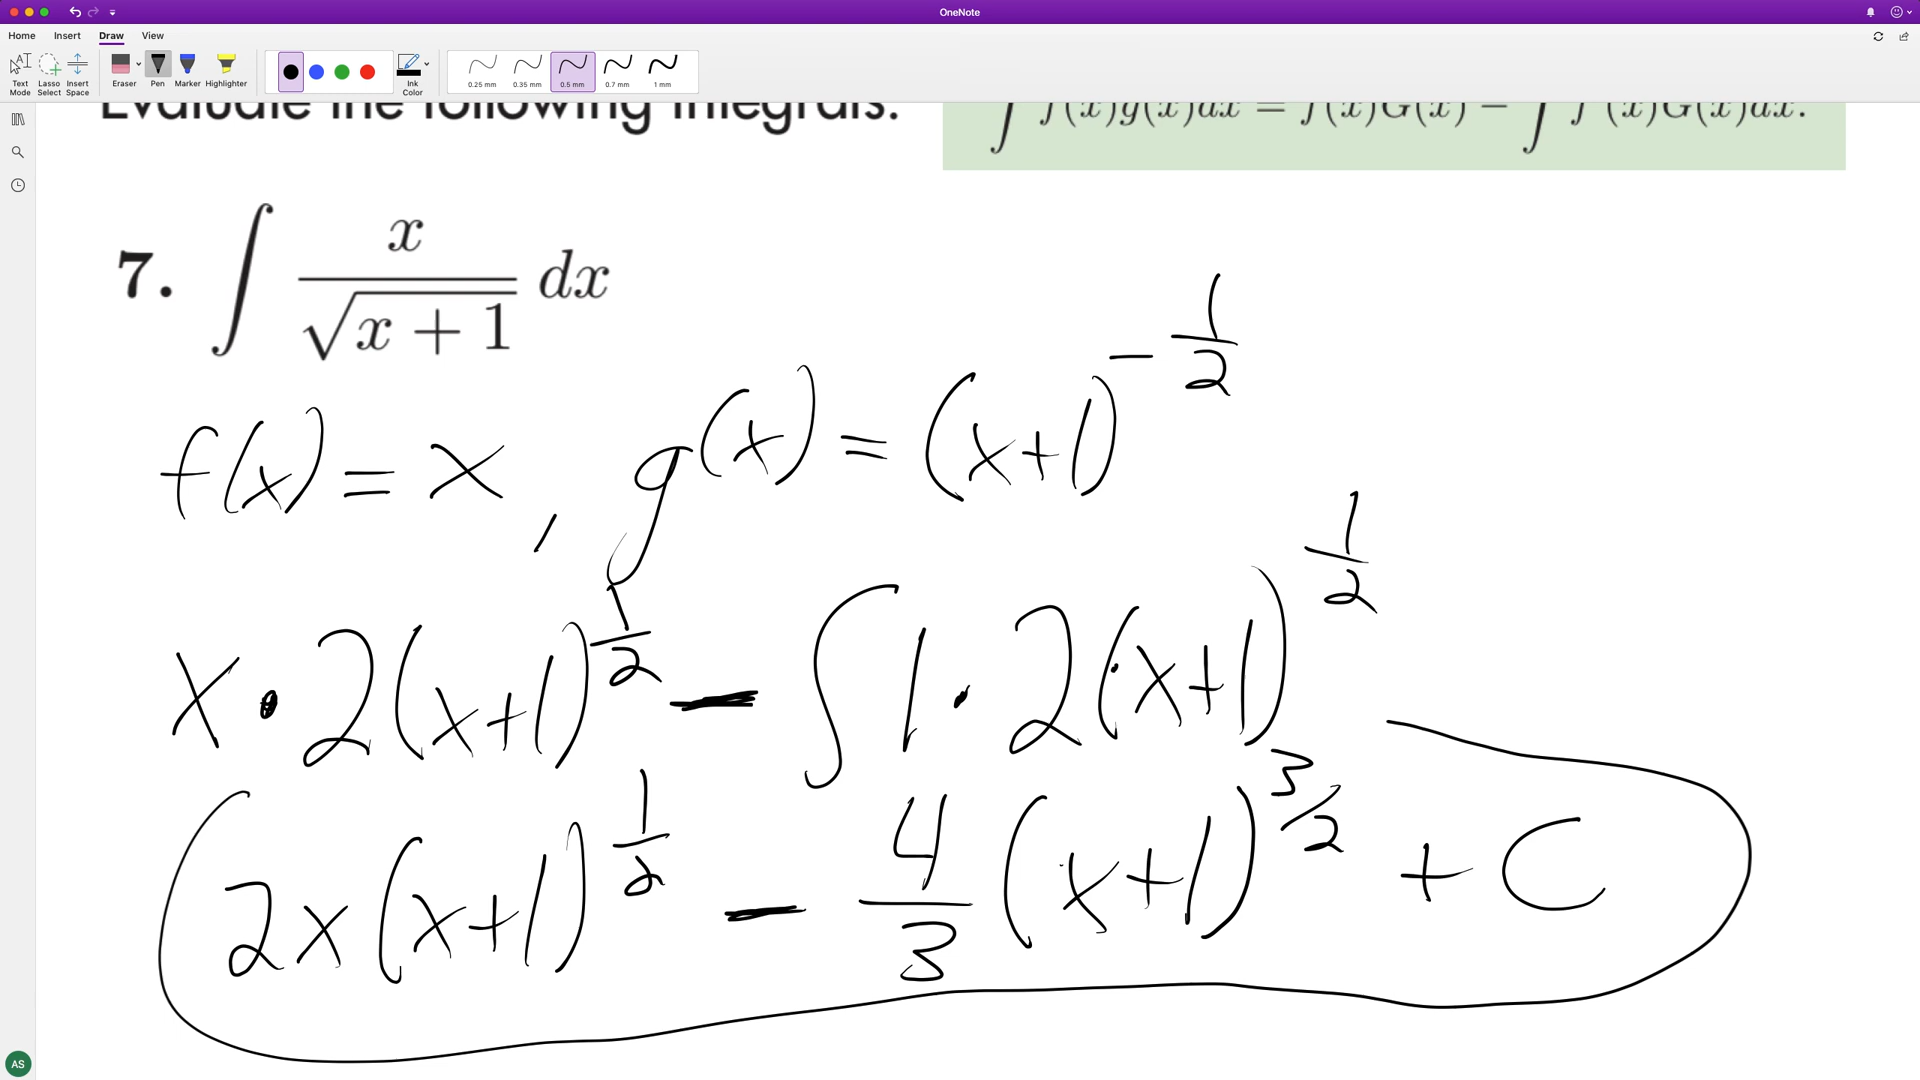 OneNote
Home Insert Draw View
Text Mode Lasso Select Insert Space Eraser Pen Marker Highlighter Ink Color 0.25 mm 0.35 mm 0.5 mm 0.7 mm 1 mm
Evaluate the following integrals.
∫ f(x)g(x)dx = f(x)G(x) − ∫ f'(x)G(x)dx.
7. ∫ x/√(x + 1) dx
f(x) = x , g(x) = (x+1)^(-1/2)
x · 2(x+1)^(1/2) − ∫ 1 · 2(x+1)^(1/2)
2x(x+1)^(1/2) − 4/3 (x+1)^(3/2) + C
AS